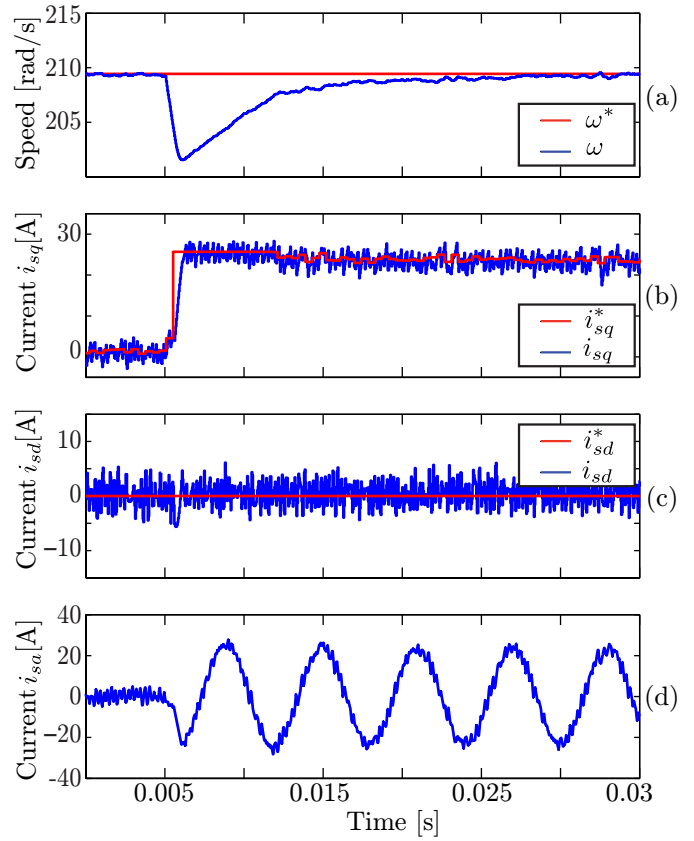 215
210
205
Speed [rad/s]
ω*
ω
(a)
30
0
Current i_sq[A]
i*_sq
i_sq
(b)
10
0
−10
Current i_sd[A]
i*_sd
i_sd
(c)
40
20
0
−20
−40
Current i_sa[A]
(d)
0.005 0.015 0.025 0.03
Time [s]